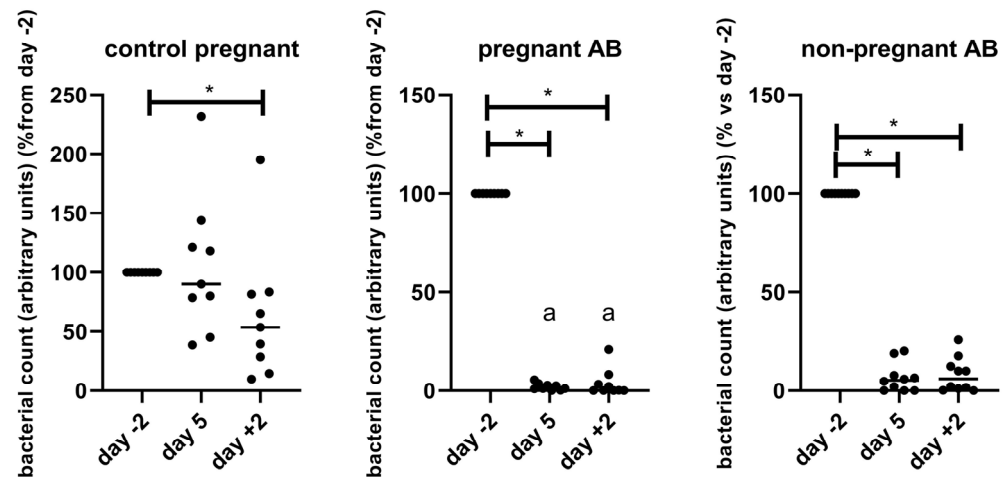 control pregnant
bacterial count (arbitrary units) (%from day -2)
250
200
150
100
50
0
*
day -2
day 5
day +2
pregnant AB
bacterial count (arbitrary units) (%from day -2)
150
100
50
0
*
*
a
a
day -2
day 5
day +2
non-pregnant AB
bacterial count (arbitrary units) (% vs day -2)
150
100
50
0
*
*
day -2
day 5
day +2